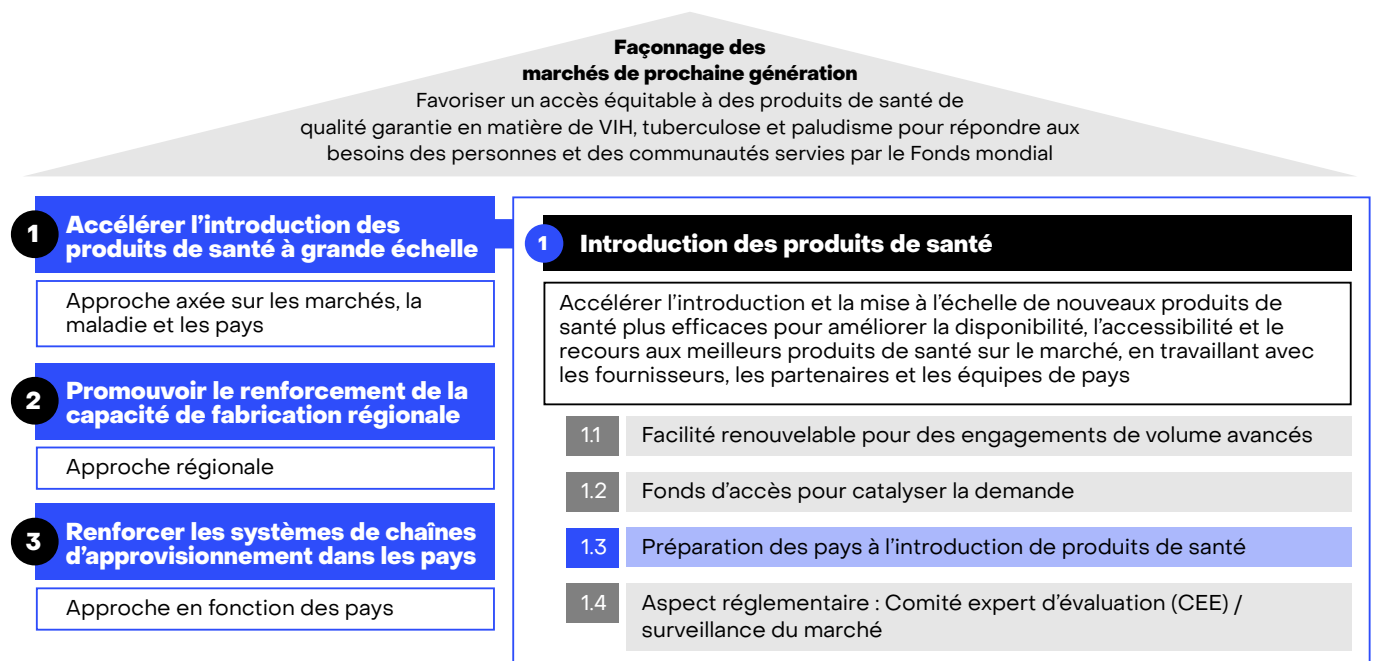 Façonnage des
marchés de prochaine génération
Favoriser un accès équitable à des produits de santé de
qualité garantie en matière de VIH, tuberculose et paludisme pour répondre aux
besoins des personnes et des communautés servies par le Fonds mondial
1
Accélérer l’introduction des
produits de santé à grande échelle
Approche axée sur les marchés, la
maladie et les pays
2
Promouvoir le renforcement de la
capacité de fabrication régionale
Approche régionale
3
Renforcer les systèmes de chaînes
d’approvisionnement dans les pays
Approche en fonction des pays
1 Introduction des produits de santé
Accélérer l’introduction et la mise à l’échelle de nouveaux produits de
santé plus efficaces pour améliorer la disponibilité, l’accessibilité et le
recours aux meilleurs produits de santé sur le marché, en travaillant avec
les fournisseurs, les partenaires et les équipes de pays
1.1 Facilité renouvelable pour des engagements de volume avancés
1.2 Fonds d’accès pour catalyser la demande
1.3 Préparation des pays à l’introduction de produits de santé
1.4 Aspect réglementaire : Comité expert d’évaluation (CEE) /
surveillance du marché